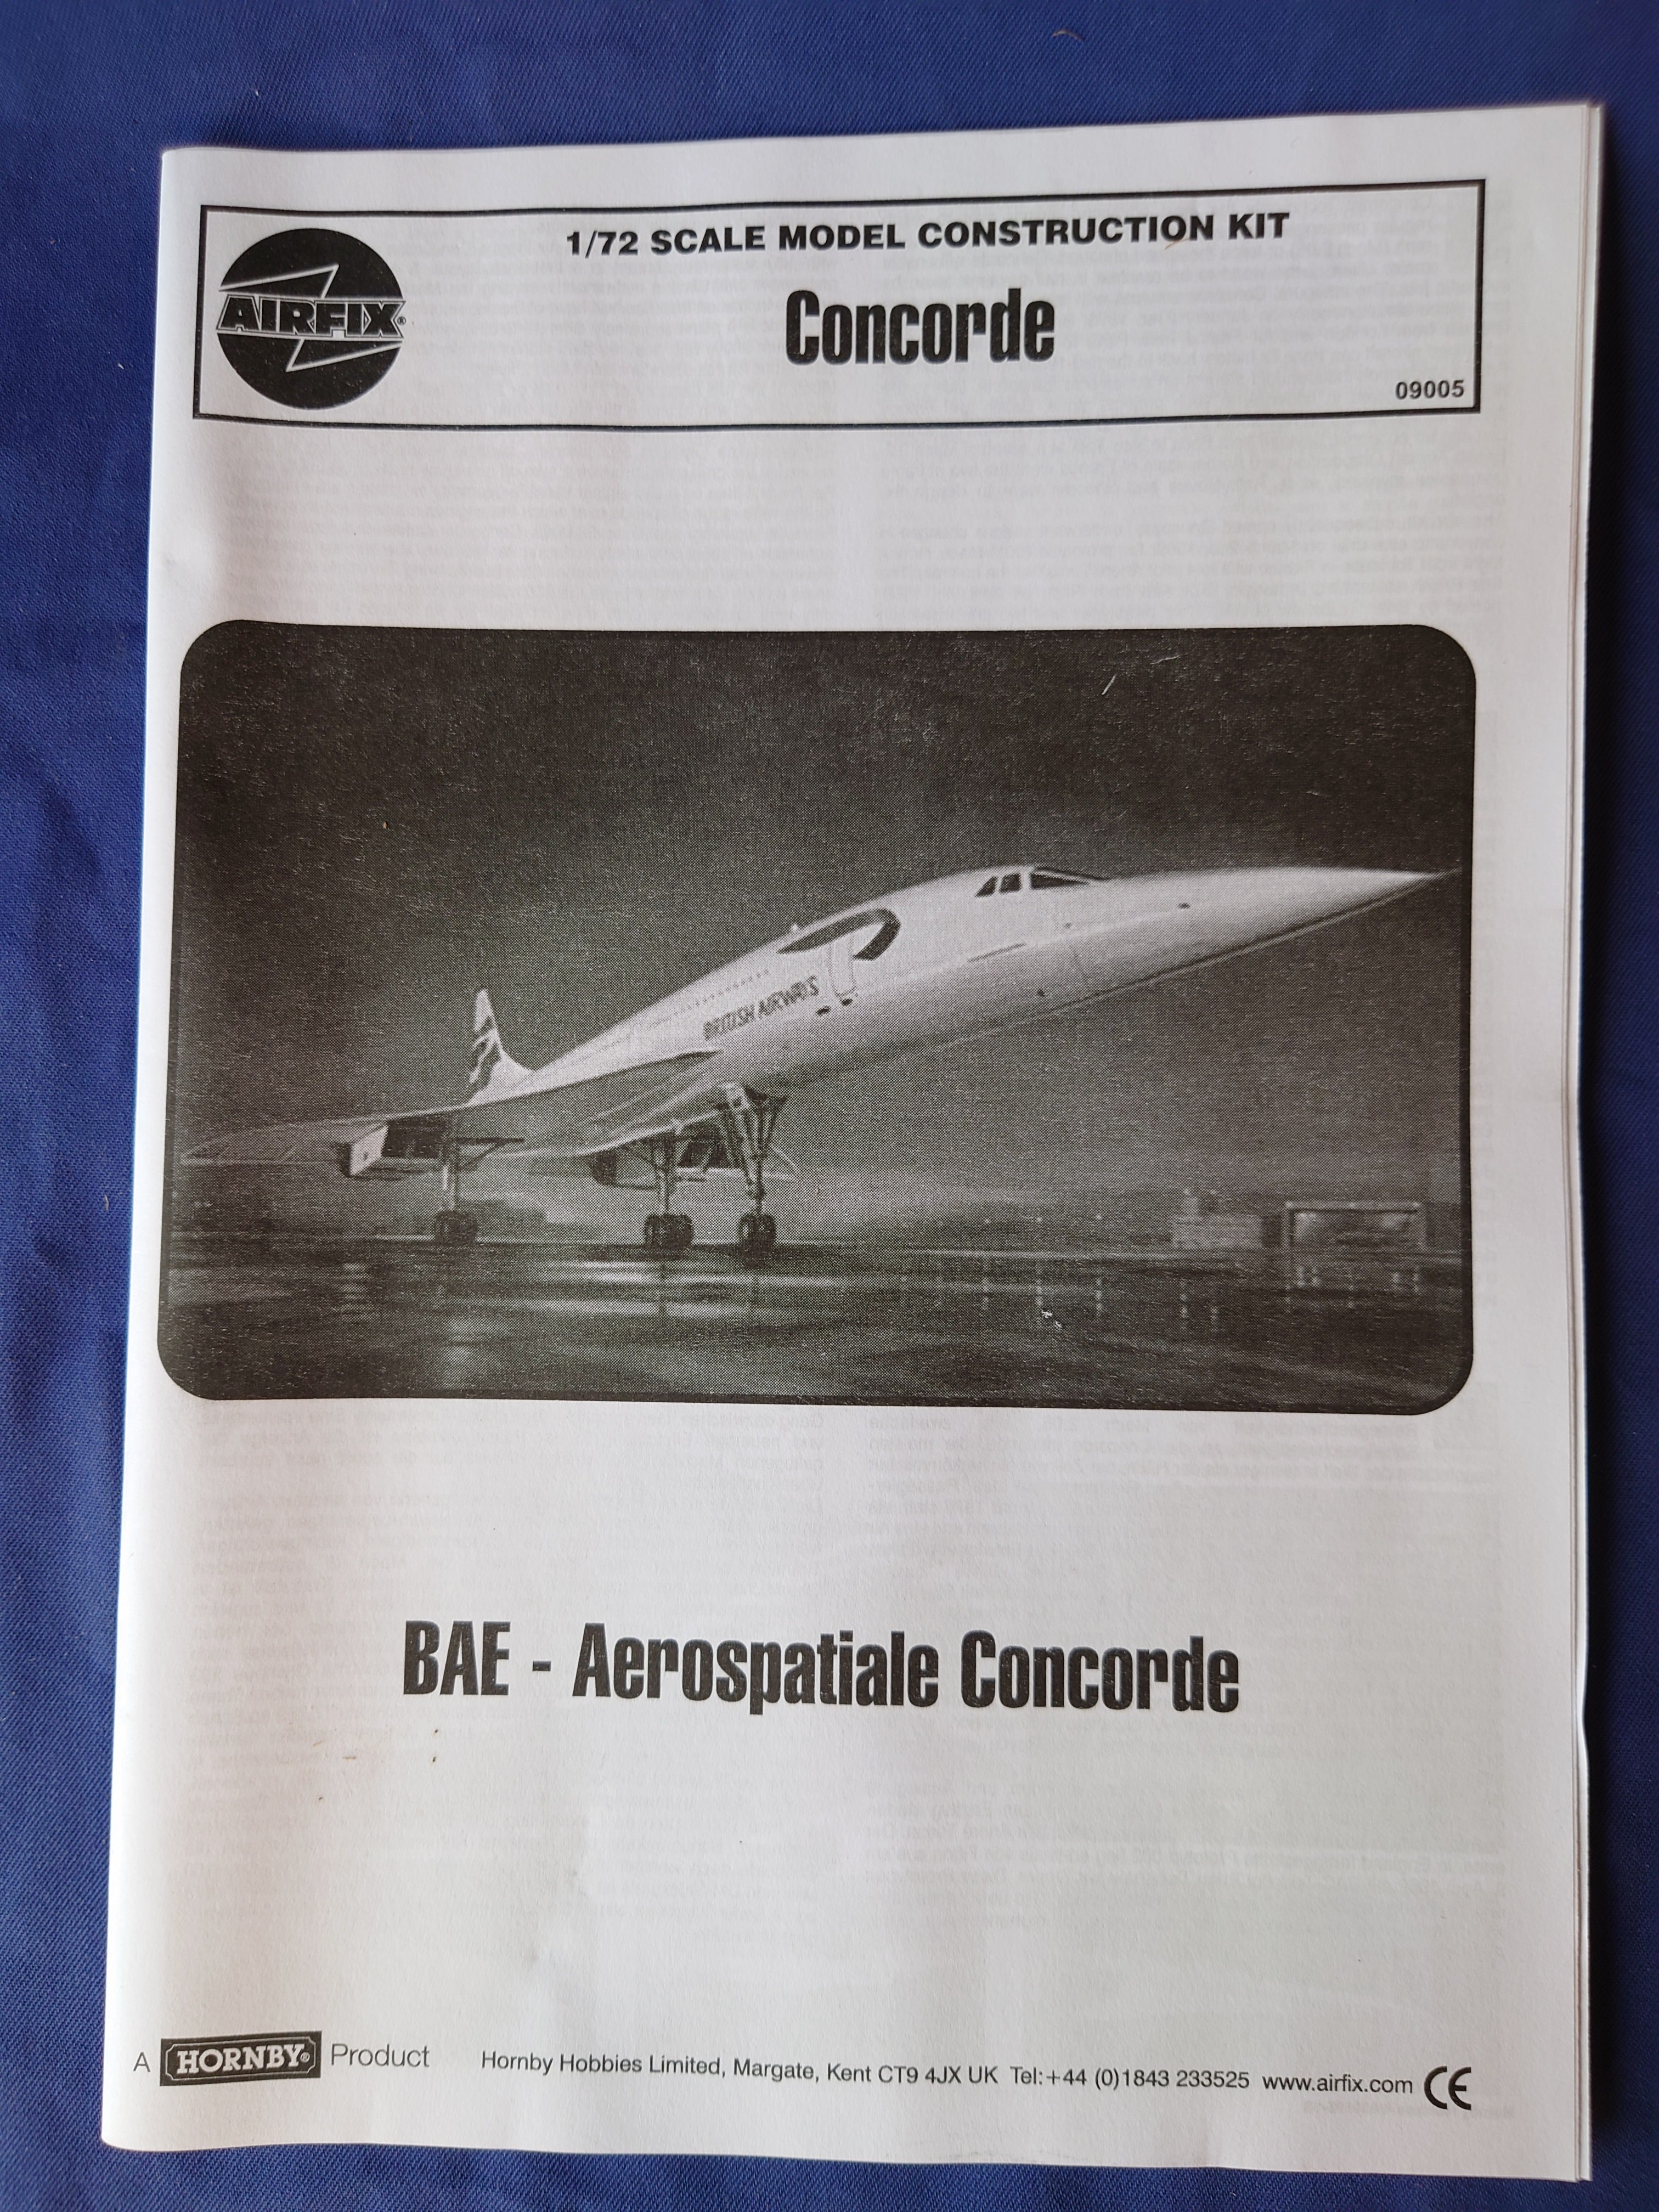 1/72 SCALE MODEL CONSTRUCTION KIT
AIRFIX®
Concorde
09005
BRITISH AIRWAYS
BAE - Aerospatiale Concorde
A HORNBY® Product Hornby Hobbies Limited, Margate, Kent CT9 4JX UK Tel:+44 (0)1843 233525 www.airfix.com CE